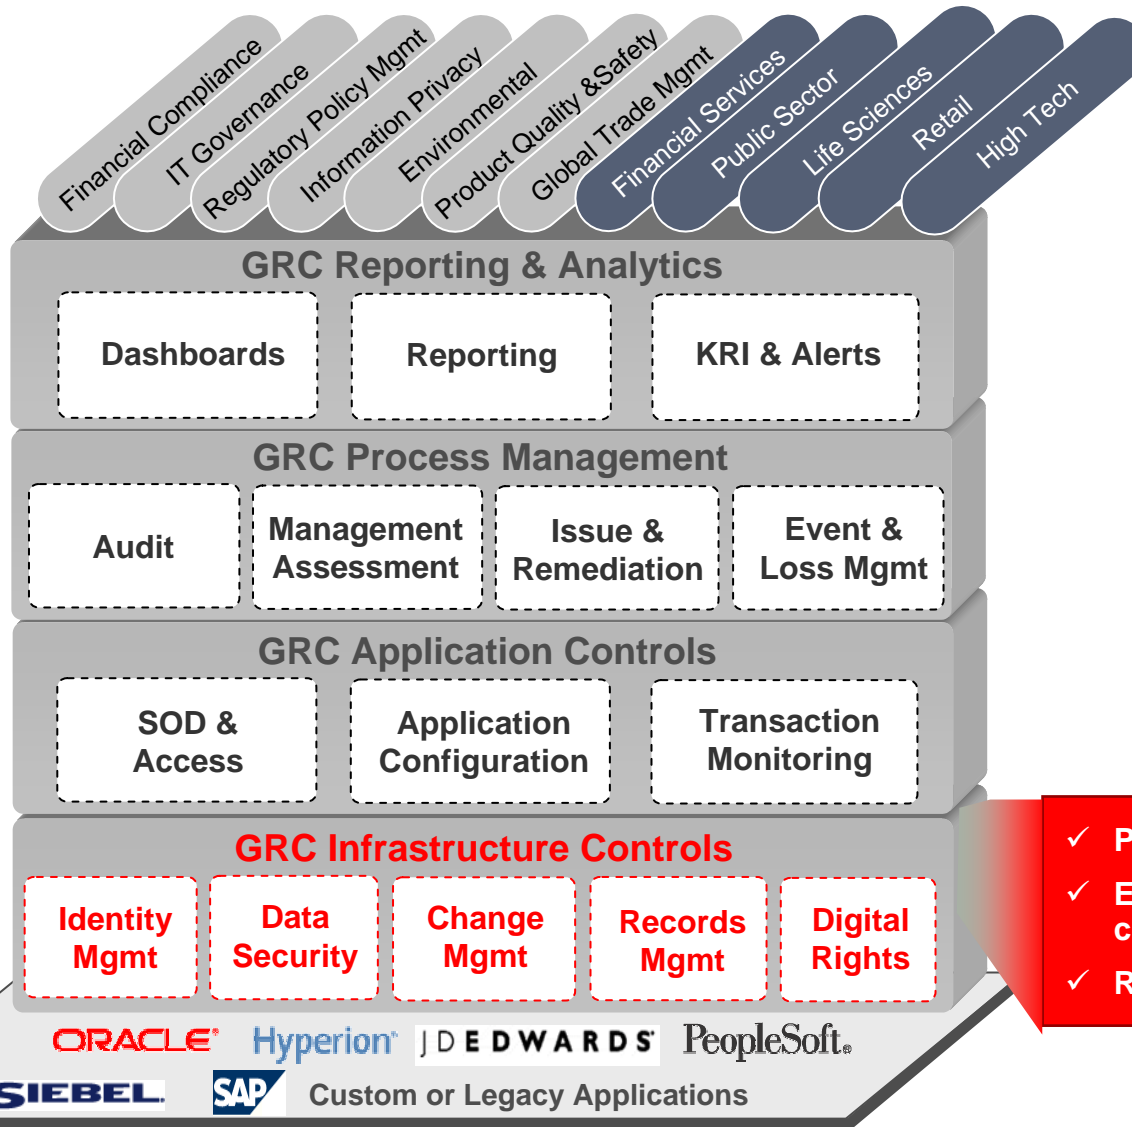 Financial Compliance
IT Governance
Regulatory Policy Mgmt
Information Privacy
Environmental
Product Quality &Safety
Global Trade Mgmt
Financial Services
Public Sector
Life Sciences
Retail
High Tech
GRC Reporting & Analytics
Dashboards
Reporting
KRI & Alerts
GRC Process Management
Audit
Management
Assessment
Issue &
Remediation
Event &
Loss Mgmt
GRC Application Controls
SOD &
Access
Application
Configuration
Transaction
Monitoring
GRC Infrastructure Controls
Identity
Mgmt
Data
Security
Change
Mgmt
Records
Mgmt
Digital
Rights
ORACLE
Hyperion
JDEDWARDS
PeopleSoft.
SIEBEL.
SAP
Custom or Legacy Applications